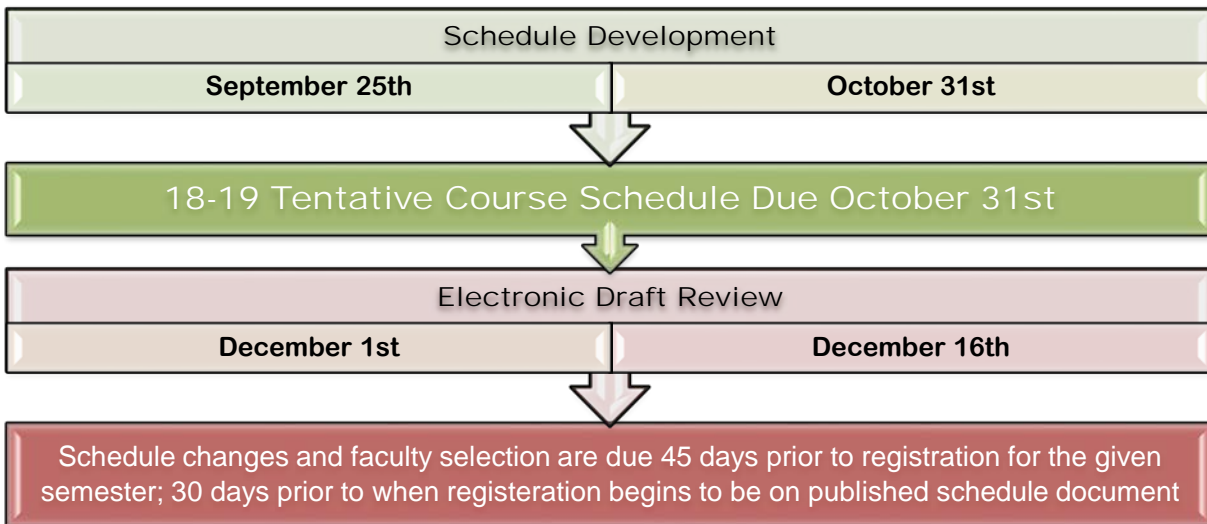 Schedule Development
September 25th
October 31st
18-19 Tentative Course Schedule Due October 31st
Electronic Draft Review
December 1st
December 16th
Schedule changes and faculty selection are due 45 days prior to registration for the given
semester; 30 days prior to when registeration begins to be on published schedule document